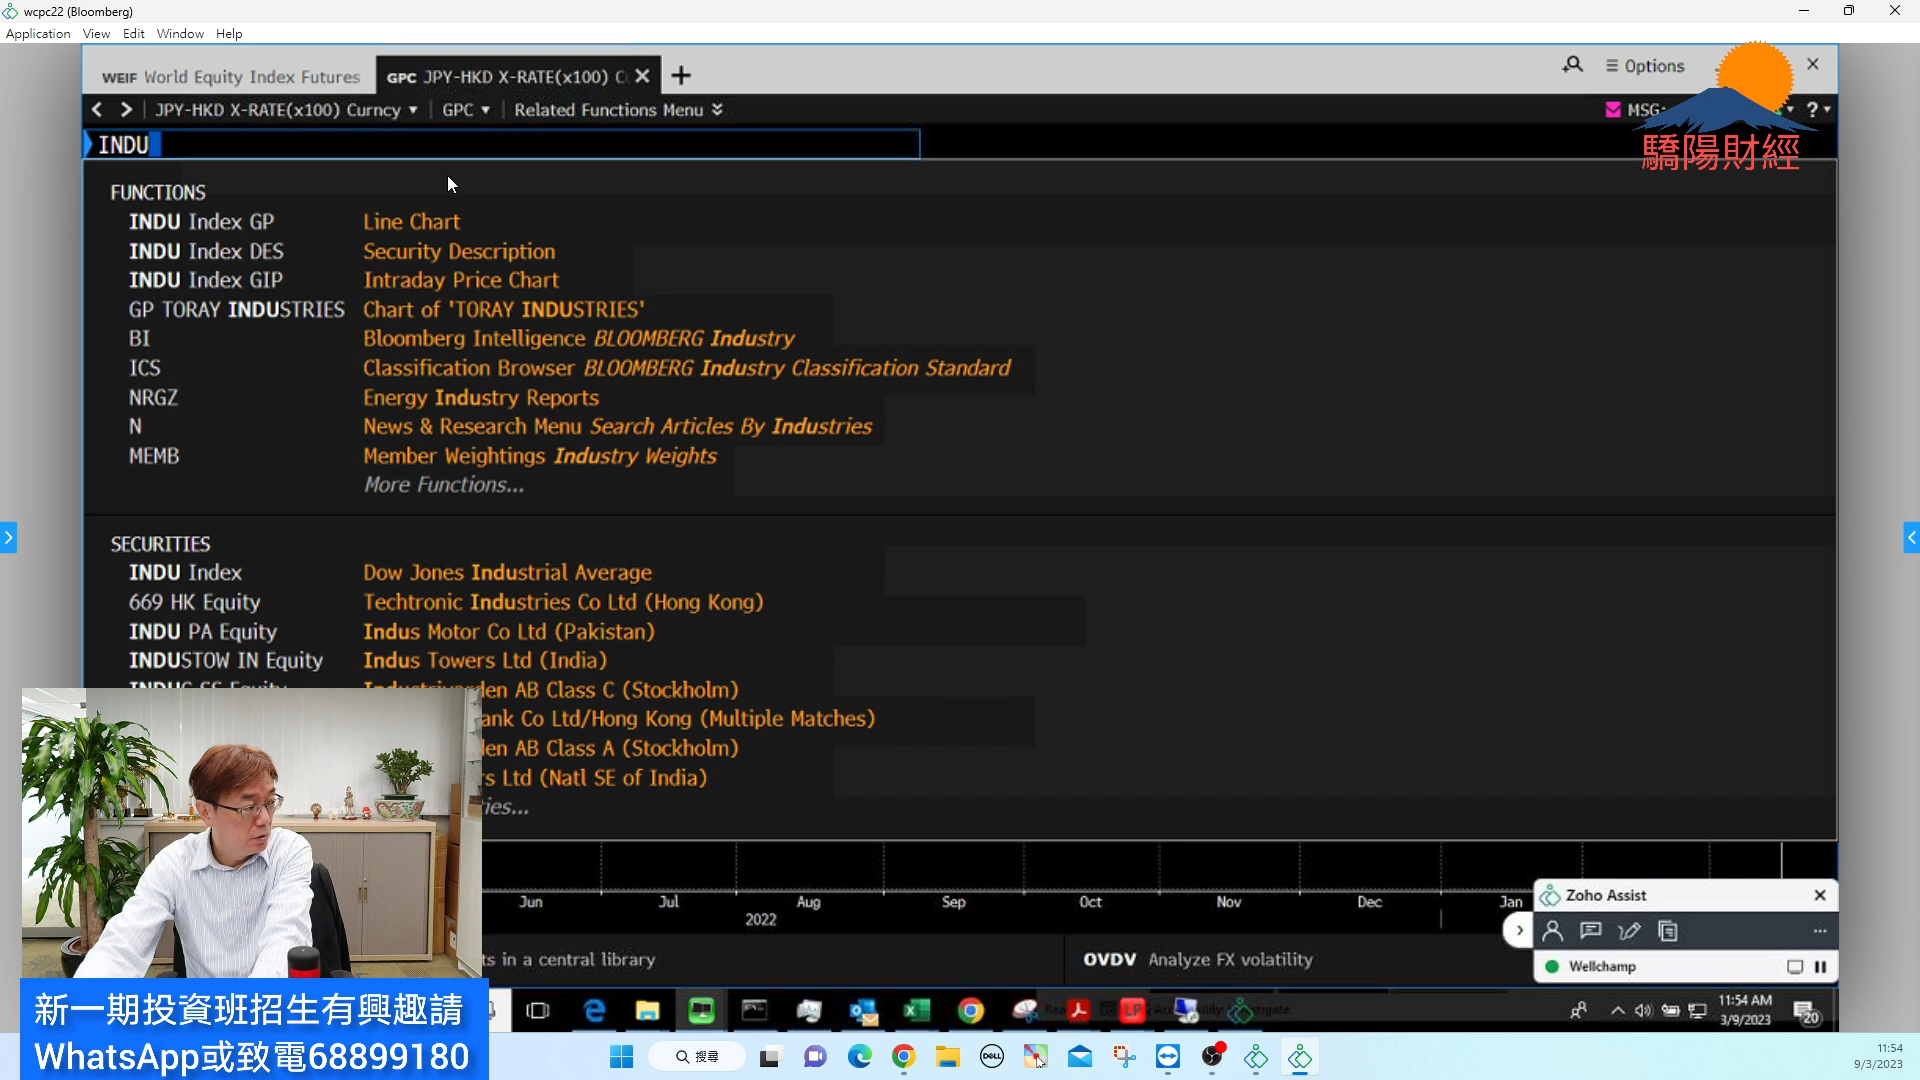 wcpc22 (Bloomberg)
Application View Edit Window Help
WEIF World Equity Index Futures
GPC JPY-HKD X-RATE(x100) C
Options
JPY-HKD X-RATE(x100) Curncy
GPC
Related Functions Menu
MSG:
?
INDU
驕陽財經
FUNCTIONS
INDU Index GP Line Chart
INDU Index DES Security Description
INDU Index GIP Intraday Price Chart
GP TORAY INDUSTRIES Chart of 'TORAY INDUSTRIES'
BI Bloomberg Intelligence BLOOMBERG Industry
ICS Classification Browser BLOOMBERG Industry Classification Standard
NRGZ Energy Industry Reports
N News & Research Menu Search Articles By Industries
MEMB Member Weightings Industry Weights
More Functions...
SECURITIES
INDU Index Dow Jones Industrial Average
669 HK Equity Techtronic Industries Co Ltd (Hong Kong)
INDU PA Equity Indus Motor Co Ltd (Pakistan)
INDUSTOW IN Equity Indus Towers Ltd (India)
den AB Class C (Stockholm)
ank Co Ltd/Hong Kong (Multiple Matches)
den AB Class A (Stockholm)
rs Ltd (Natl SE of India)
ies...
Jun Jul Aug Sep Oct Nov Dec Jan
2022
ts in a central library
OVDV Analyze FX volatility
Zoho Assist
Wellchamp
11:54 AM
3/9/2023
20
新一期投資班招生有興趣請
WhatsApp或致電68899180
搜尋
DELL
11:54
9/3/2023